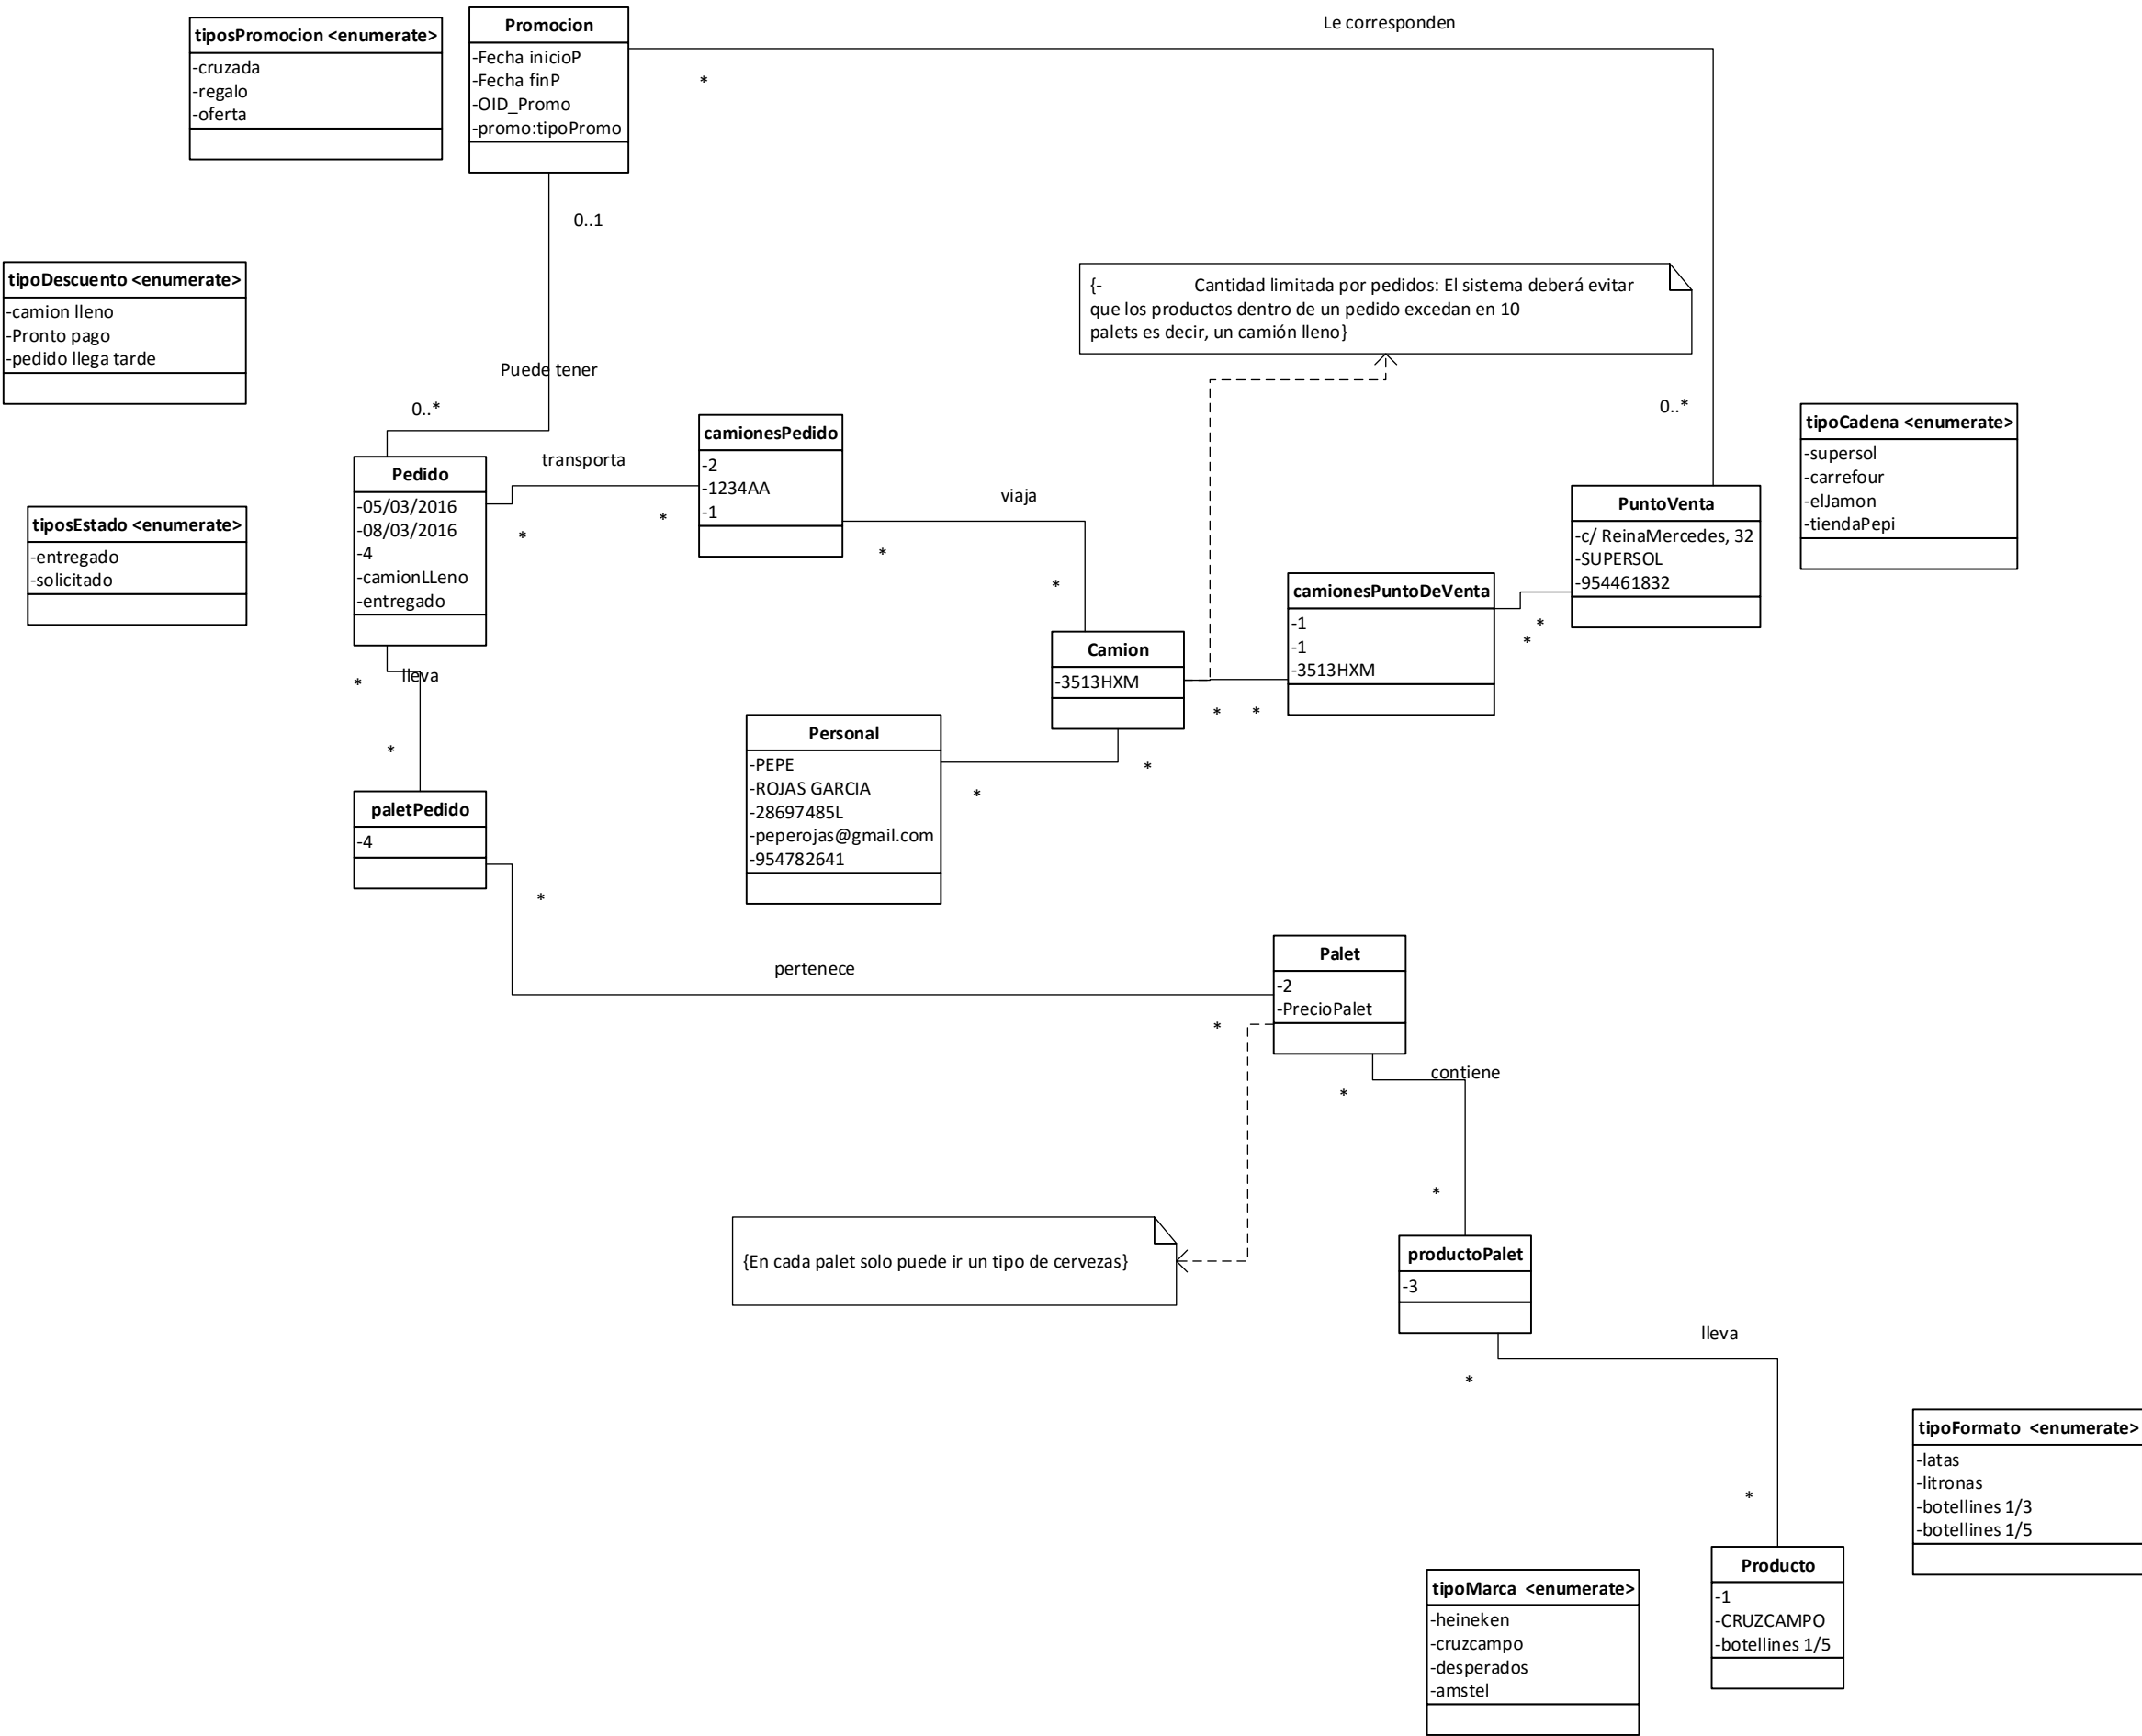 Promocion
-Fecha inicioP
-Fecha finP
-OID_Promo
-promo:tipoPromo
tiposPromocion <enumerate>
-cruzada
-regalo
-oferta
Le corresponden
*
0..1
tipoDescuento <enumerate>
-camion lleno
-Pronto pago
-pedido llega tarde
{- Cantidad limitada por pedidos: El sistema deberá evitar
que los productos dentro de un pedido excedan en 10
palets es decir, un camión lleno}
Puede tener
0..*
0..*
tipoCadena <enumerate>
-supersol
-carrefour
-elJamon
-tiendaPepi
camionesPedido
-2
-1234AA
-1
transporta
*
*
Pedido
-05/03/2016
-08/03/2016
-4
-camionLLeno
-entregado
viaja
*
*
PuntoVenta
-c/ ReinaMercedes, 32
-SUPERSOL
-954461832
tiposEstado <enumerate>
-entregado
-solicitado
camionesPuntoDeVenta
-1
-1
-3513HXM
*
*
Camion
-3513HXM
*
*
lleva
*
*
Personal
-PEPE
-ROJAS GARCIA
-28697485L
-peperojas@gmail.com
-954782641
*
*
paletPedido
-4
*
pertenece
Palet
-2
-PrecioPalet
*
contiene
*
*
{En cada palet solo puede ir un tipo de cervezas}
productoPalet
-3
lleva
*
*
tipoFormato <enumerate>
-latas
-litronas
-botellines 1/3
-botellines 1/5
Producto
-1
-CRUZCAMPO
-botellines 1/5
tipoMarca <enumerate>
-heineken
-cruzcampo
-desperados
-amstel